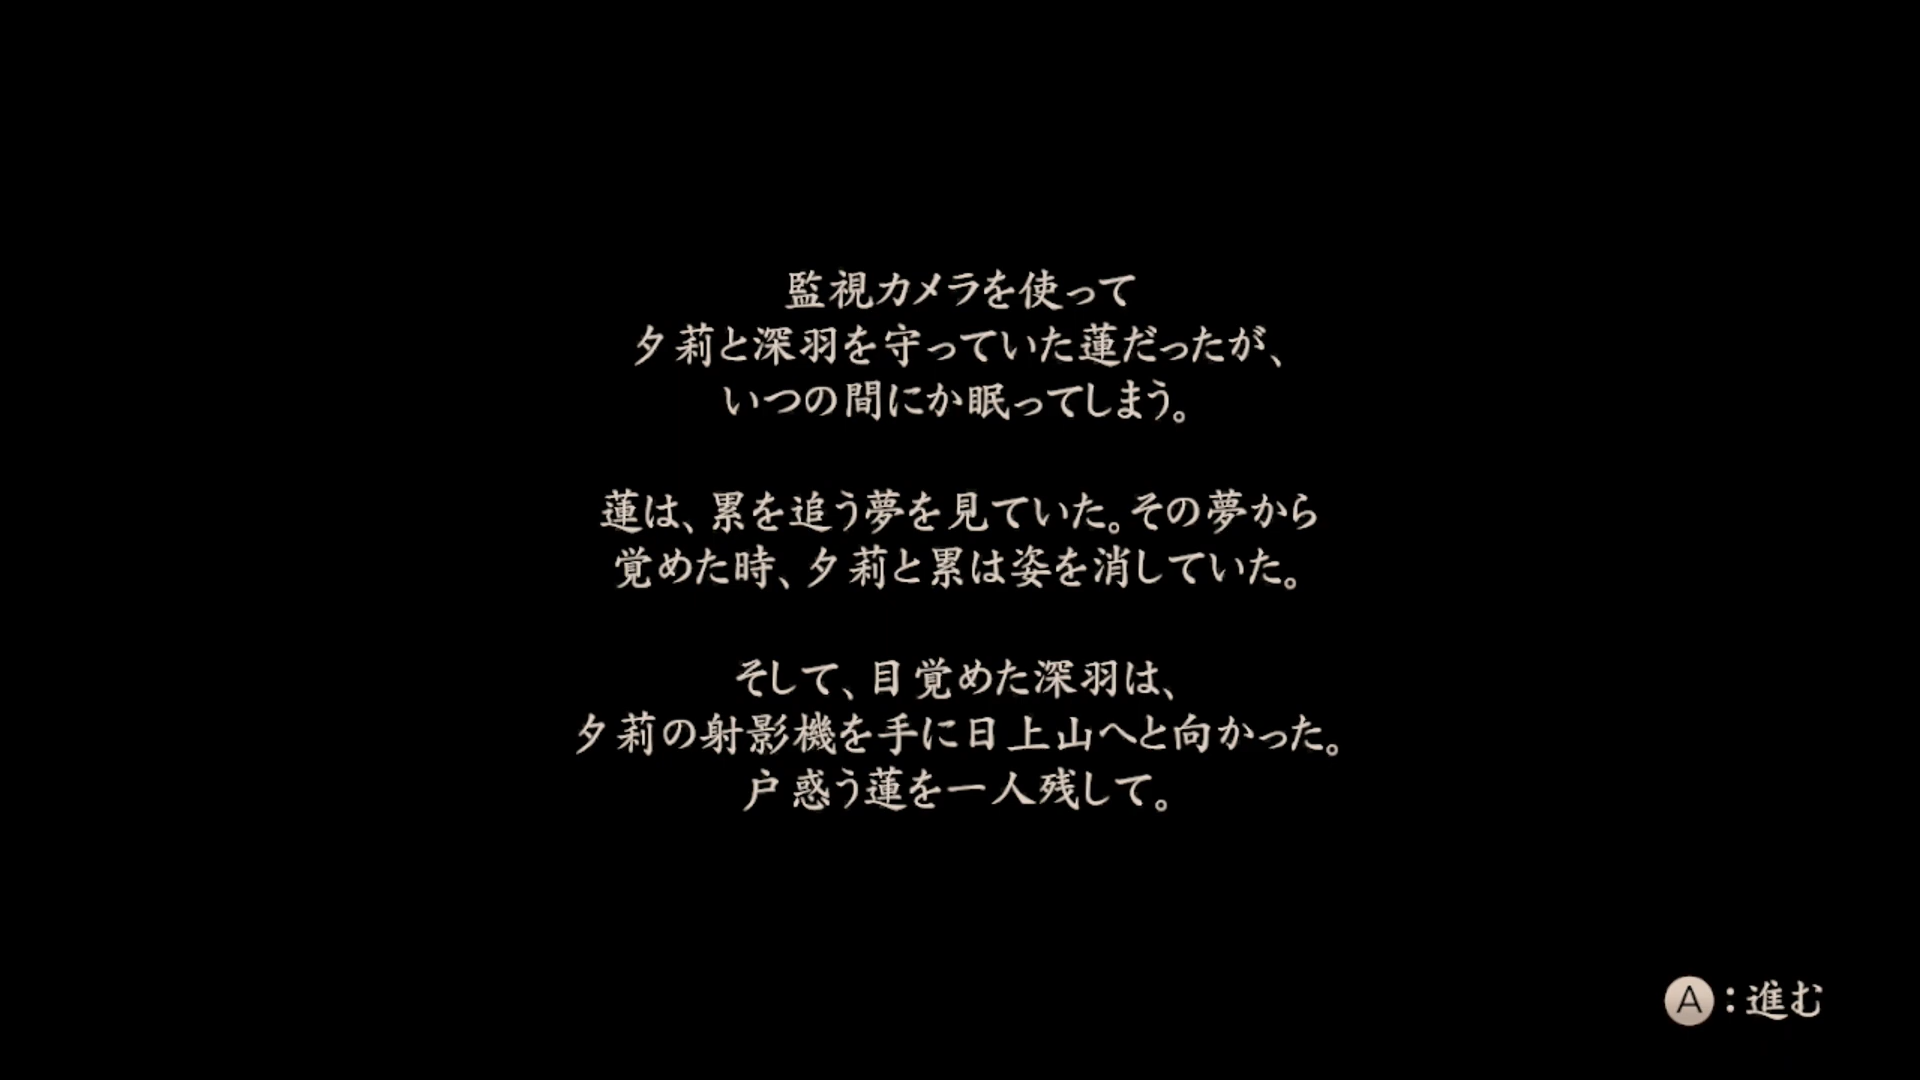 監視カメラを使って
夕莉と深羽を守っていた蓮だったが、
いつの間にか眠ってしまう。
蓮は、累を追う夢を見ていた。その夢から
覚めた時、夕莉と累は姿を消していた。
そして、目覚めた深羽は、
夕莉の射影機を手に日上山へと向かった。
戸惑う蓮を一人残して。
A：進む